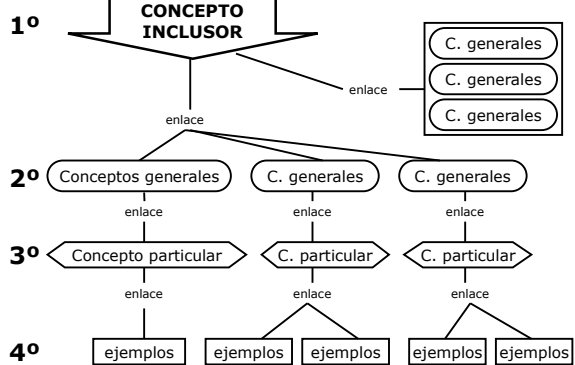 1º
CONCEPTO
INCLUSOR
C. generales
C. generales
C. generales
enlace
enlace
2º
Conceptos generales
C. generales
C. generales
enlace
enlace
enlace
3º
Concepto particular
C. particular
C. particular
enlace
enlace
enlace
4º
ejemplos
ejemplos
ejemplos
ejemplos
ejemplos